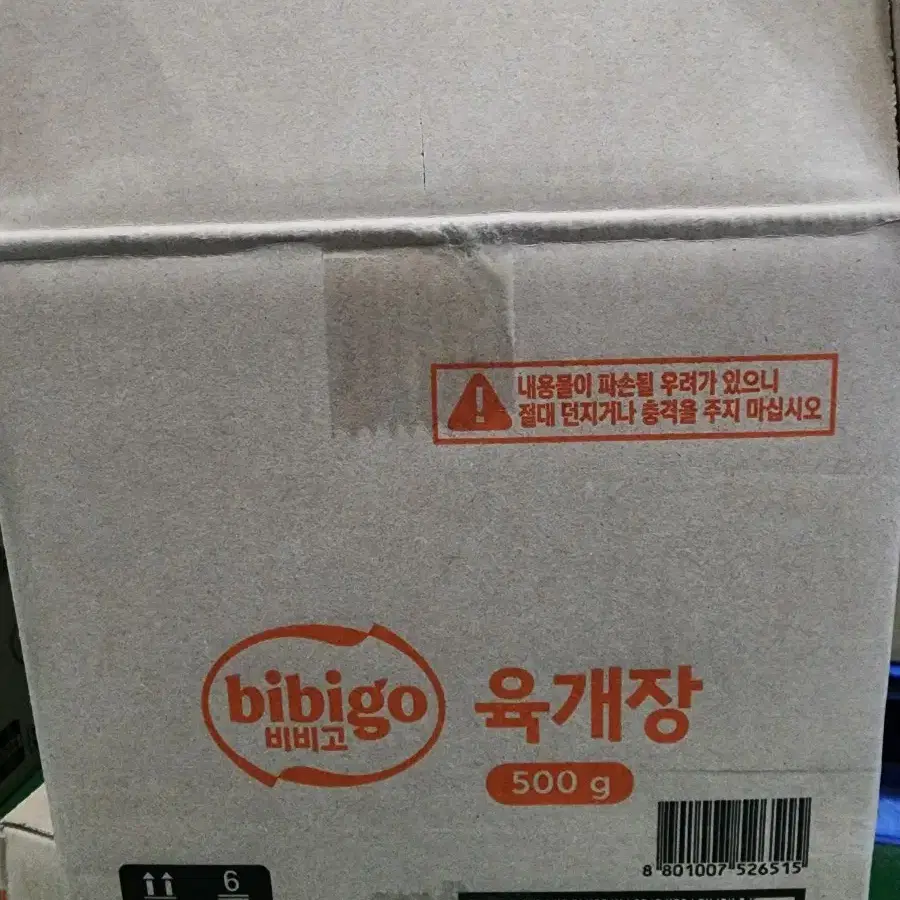 내용물이 파손될 우려가 있으니
절대 던지거나 충격을 주지 마십시오
bibigo
비비고
육개장
500 g
8 801007 526515
6